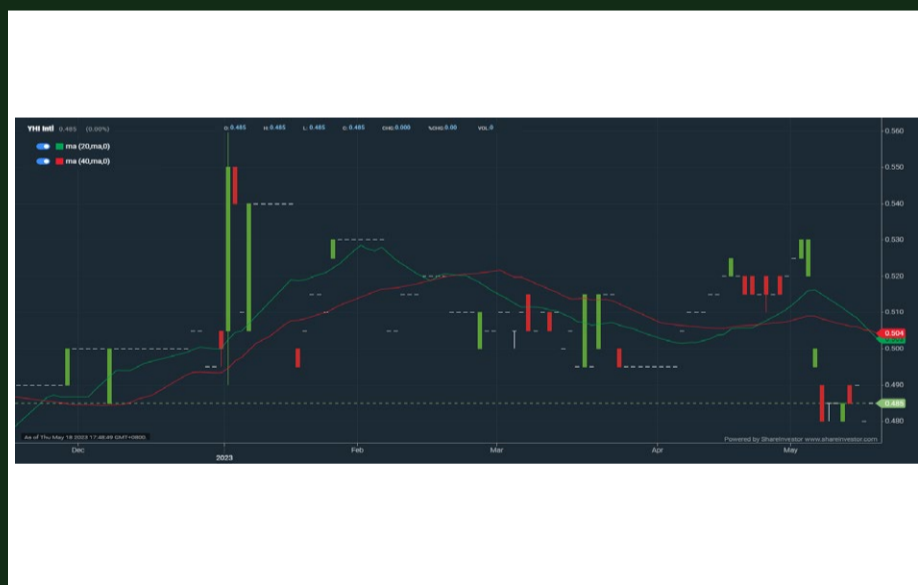 YHI Intl 0.485 (0.00%) O:0.485 H:0.485 L:0.485 C:0.485 CHG:0.000 %CHG:0.00 VOL:0
ma (20,ma,0)
ma (40,ma,0)
0.560
0.550
0.540
0.530
0.520
0.510
0.504
0.500
0.490
0.485
0.480
As of Thu May 18 2023 17:48:49 GMT+0800.
Powered by ShareInvestor www.shareinvestor.com
Dec 2023 Feb Mar Apr May